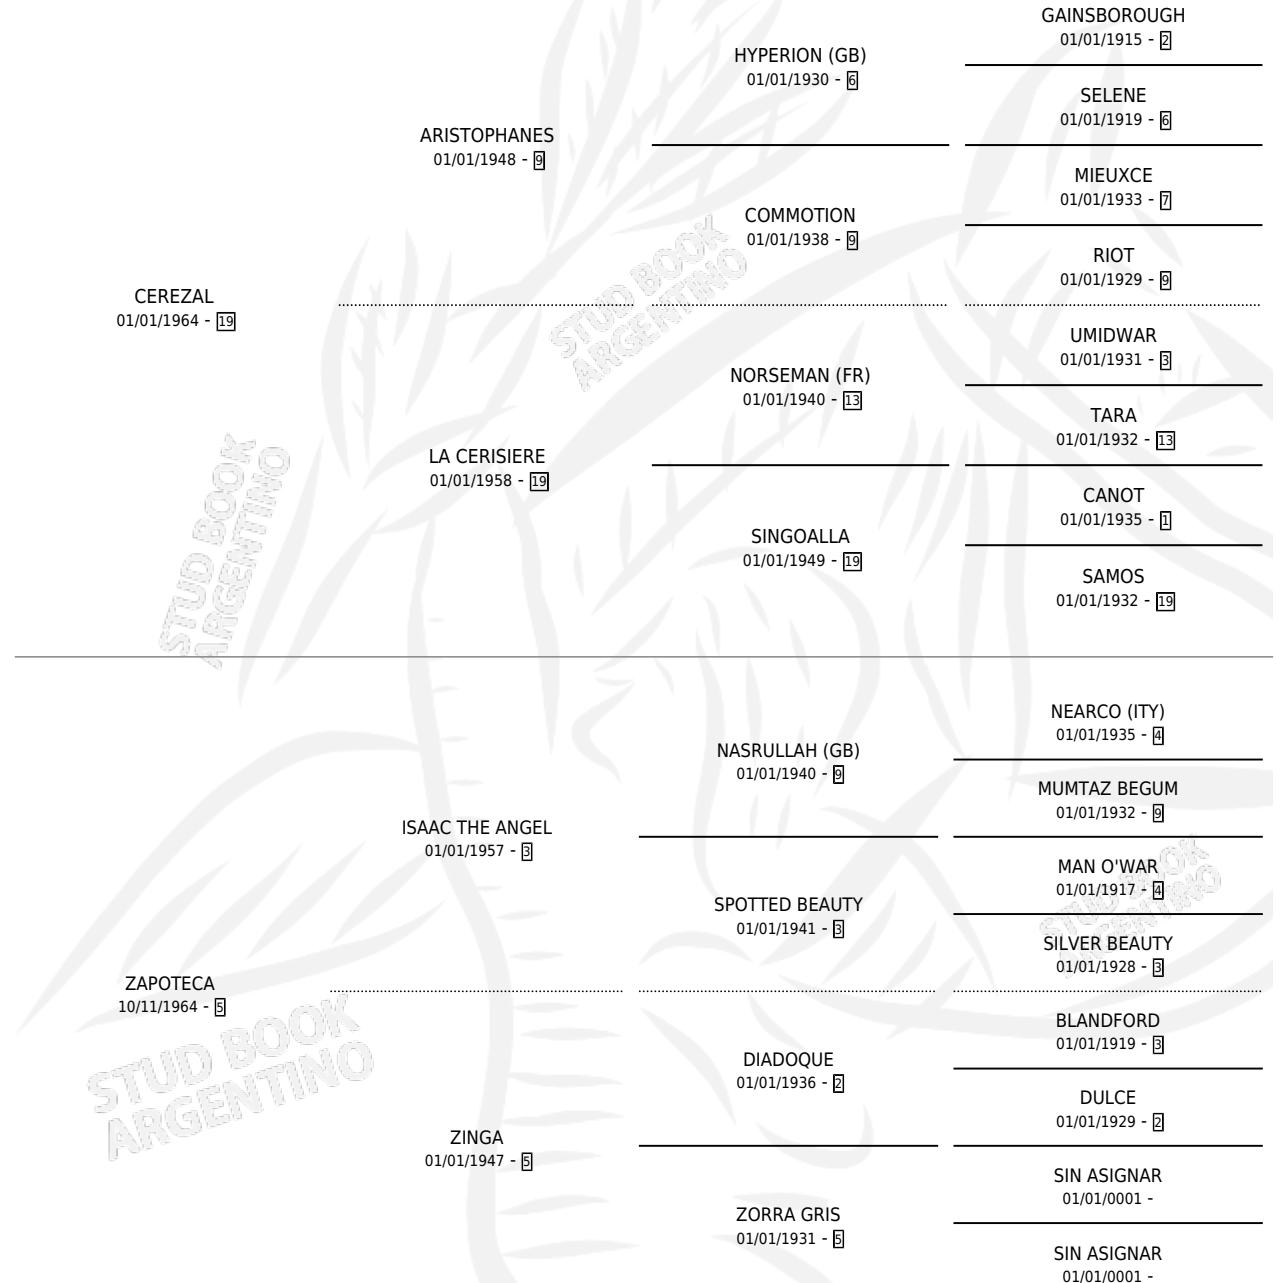 GAINSBOROUGH
01/01/1915 - 2
HYPERION (GB)
01/01/1930 - 6
SELENE
01/01/1919 - 6
ARISTOPHANES
01/01/1948 - 9
MIEUXCE
01/01/1933 - 7
COMMOTION
01/01/1938 - 9
RIOT
01/01/1929 - 9
CEREZAL
01/01/1964 - 19
UMIDWAR
01/01/1931 - 3
NORSEMAN (FR)
01/01/1940 - 13
TARA
01/01/1932 - 13
LA CERISIERE
01/01/1958 - 19
CANOT
01/01/1935 - 1
SINGOALLA
01/01/1949 - 19
SAMOS
01/01/1932 - 19
NEARCO (ITY)
01/01/1935 - 4
NASRULLAH (GB)
01/01/1940 - 9
MUMTAZ BEGUM
01/01/1932 - 9
ISAAC THE ANGEL
01/01/1957 - 3
MAN O'WAR
01/01/1917 - 4
SPOTTED BEAUTY
01/01/1941 - 3
SILVER BEAUTY
01/01/1928 - 3
ZAPOTECA
10/11/1964 - 5
BLANDFORD
01/01/1919 - 3
DIADOQUE
01/01/1936 - 2
DULCE
01/01/1929 - 2
ZINGA
01/01/1947 - 5
SIN ASIGNAR
01/01/0001 -
ZORRA GRIS
01/01/1931 - 5
SIN ASIGNAR
01/01/0001 -
STUD BOOK
ARGENTINO
STUD BOOK
ARGENTINO
STUD BOOK
ARGENTINO
STUD BOOK
ARGENTINO